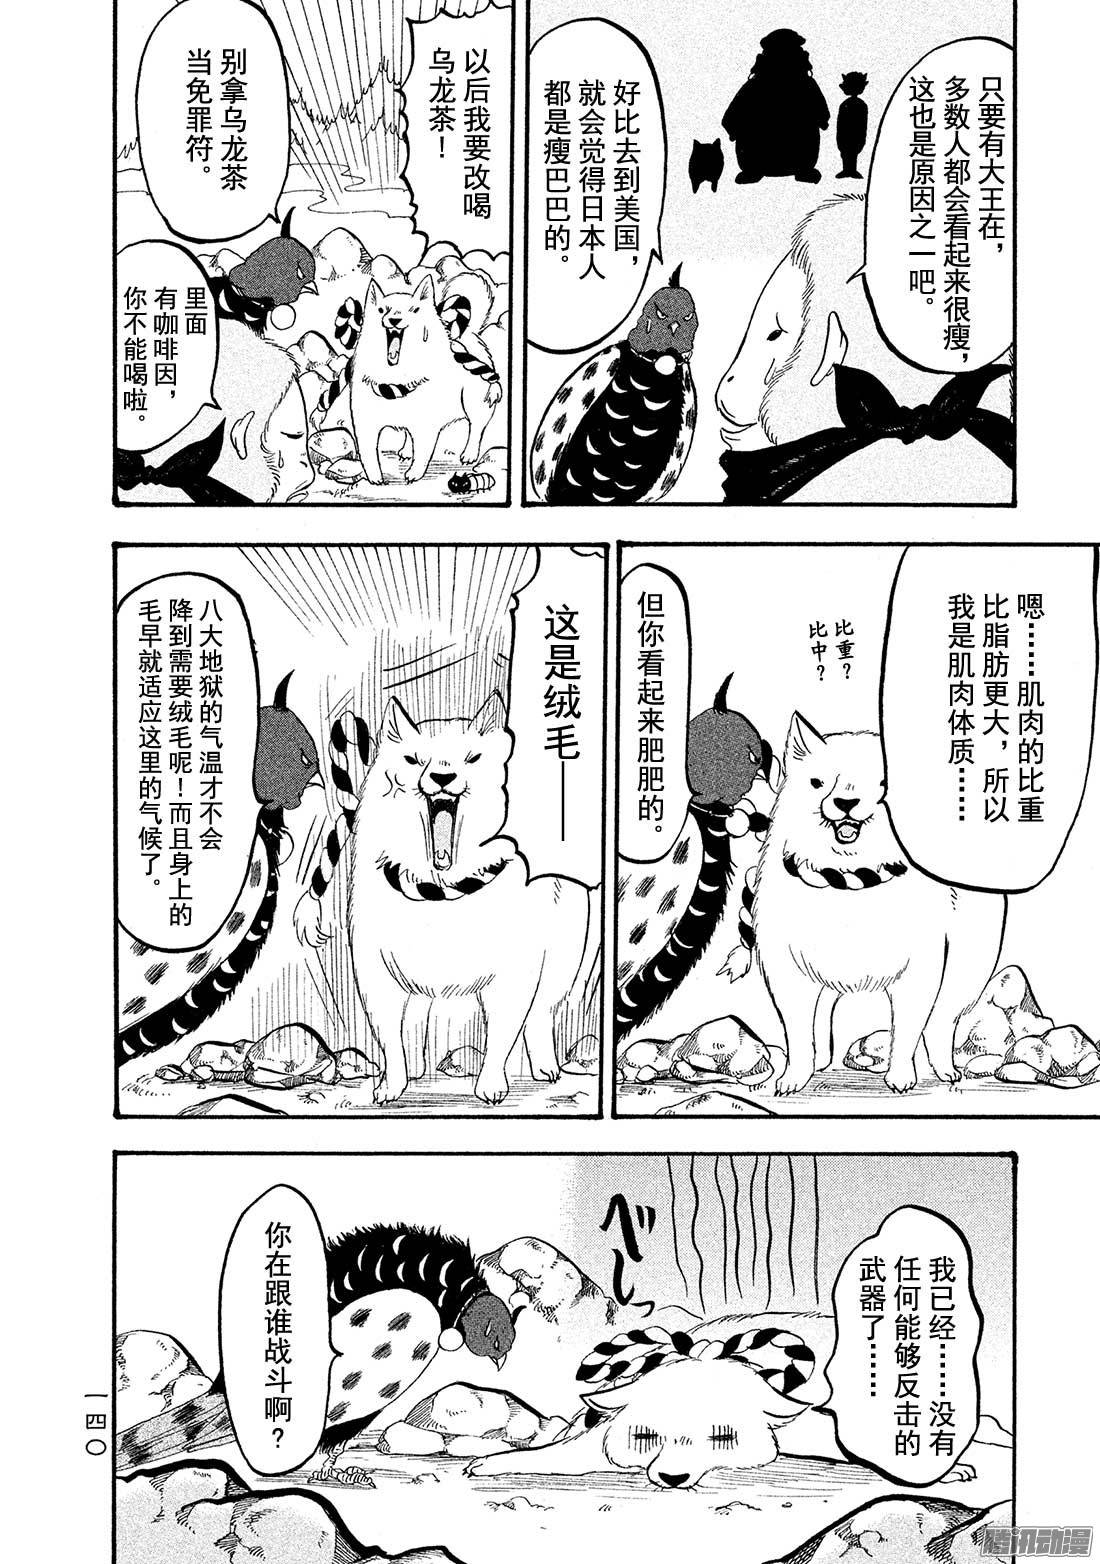 只要有大王在，
多数人都会看起来很瘦，
这也是原因之一吧。
好比去到美国，
就会觉得日本人
都是瘦巴巴的。
以后我要改喝
乌龙茶！
别拿乌龙茶
当免罪符。
里面
有咖啡因，
你不能喝啦。
嗯……肌肉的比重
比脂肪更大，所以
我是肌肉体质……
比重？
比中？
但你看起来肥肥的。
这是绒毛——
八大地狱的气温才不会
降到需要绒毛呢！而且身上的
毛早就适应这里的气候了。
我已经……没有
任何能够反击的
武器了……
べしょっ
你在跟谁战斗啊？
一四〇
腾讯动漫